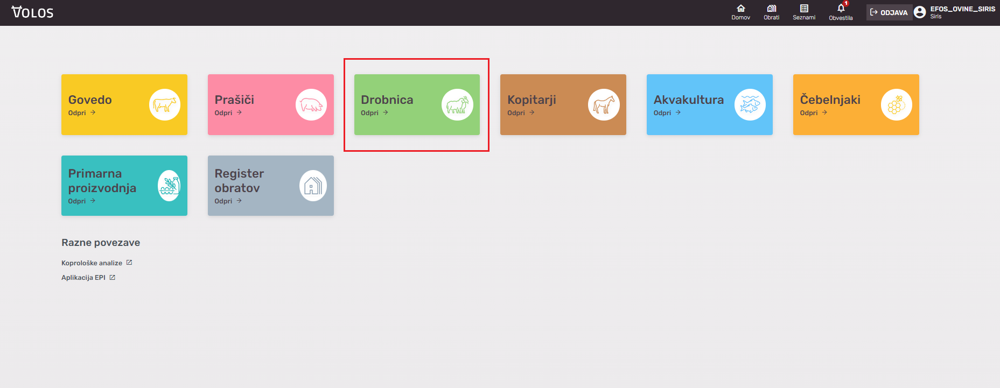 VOLOS
Domov
Obrati
Seznami
1
Obvestila
ODJAVA
EFOS_OVINE_SIRIS
Siris
Govedo
Odpri
Prašiči
Odpri
Drobnica
Odpri
Kopitarji
Odpri
Akvakultura
Odpri
Čebelnjaki
Odpri
Primarna
proizvodnja
Odpri
Register
obratov
Odpri
Razne povezave
Koprološke analize
Aplikacija EPI